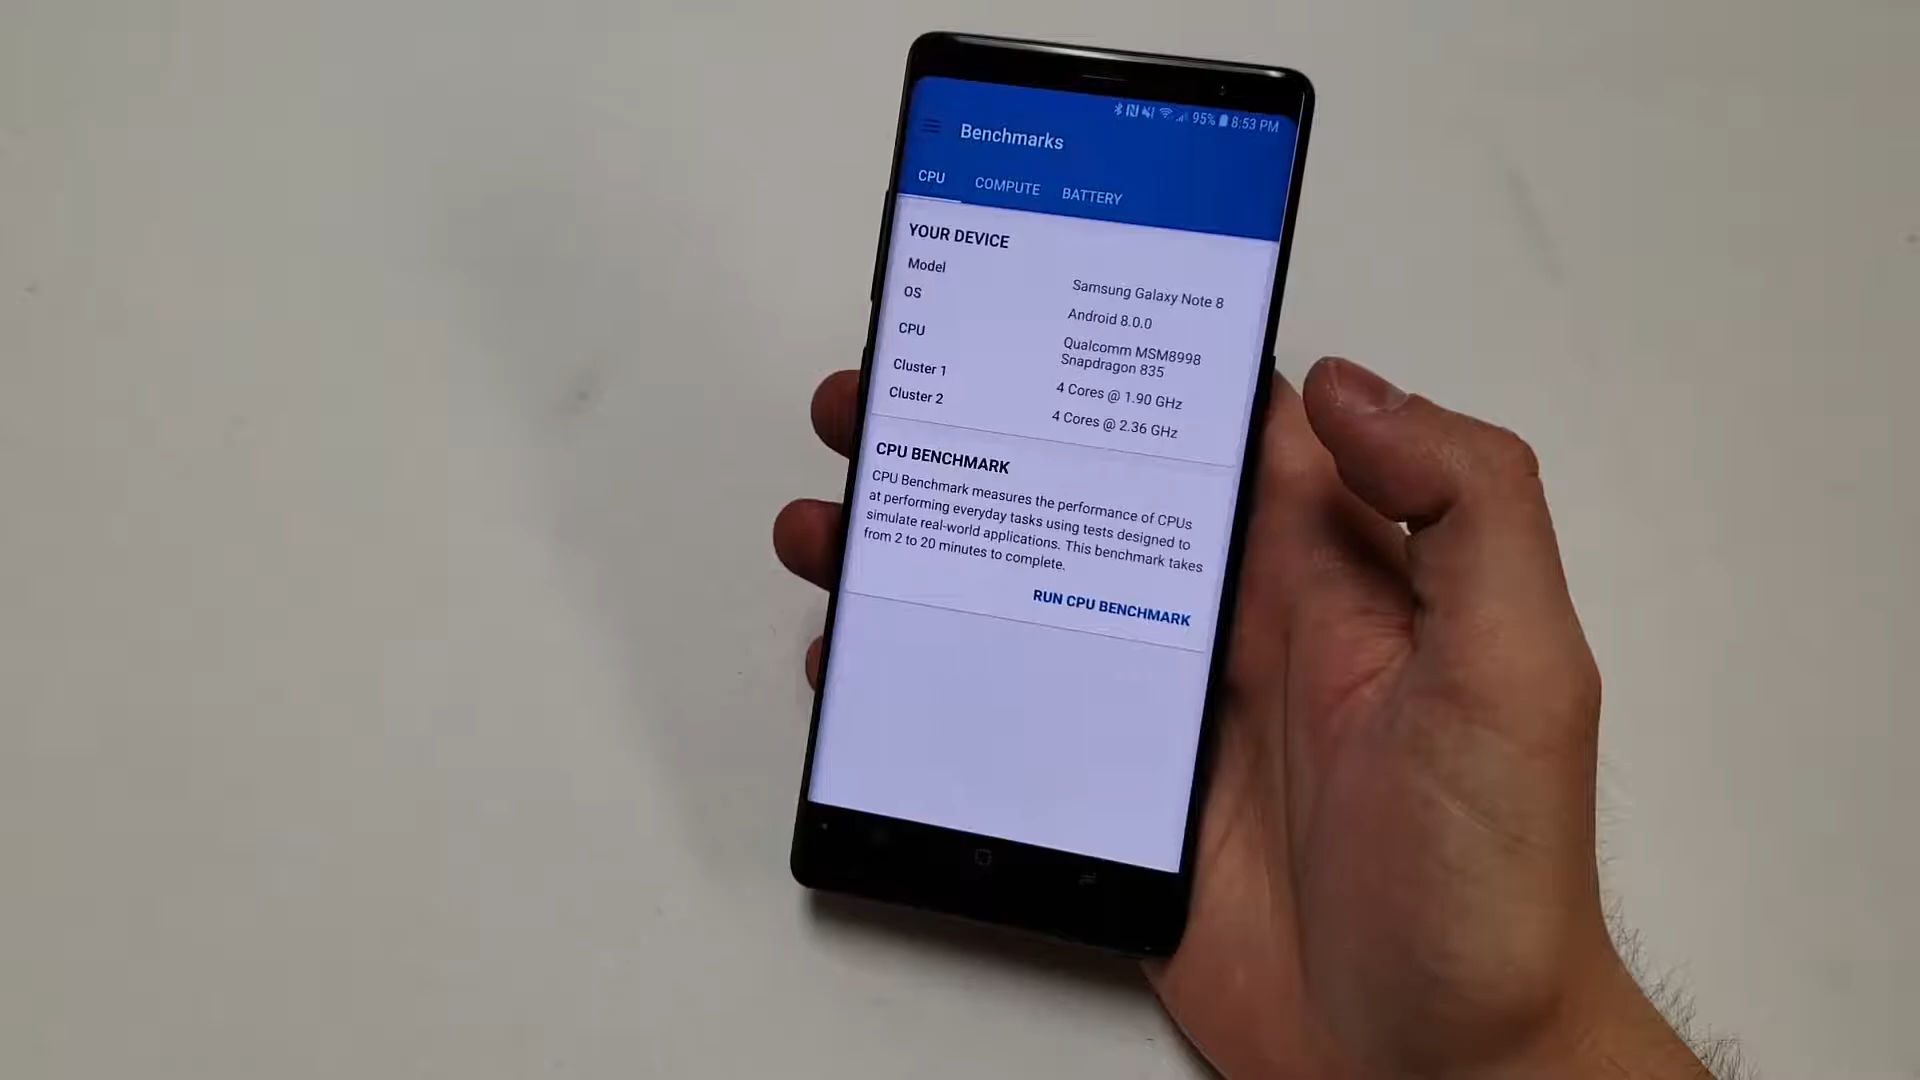 95% 8:53 PM
Benchmarks
CPU COMPUTE BATTERY
YOUR DEVICE
Model Samsung Galaxy Note 8
OS Android 8.0.0
CPU Qualcomm MSM8998
Snapdragon 835
Cluster 1 4 Cores @ 1.90 GHz
Cluster 2 4 Cores @ 2.36 GHz
CPU BENCHMARK
CPU Benchmark measures the performance of CPUs
at performing everyday tasks using tests designed to
simulate real-world applications. This benchmark takes
from 2 to 20 minutes to complete.
RUN CPU BENCHMARK